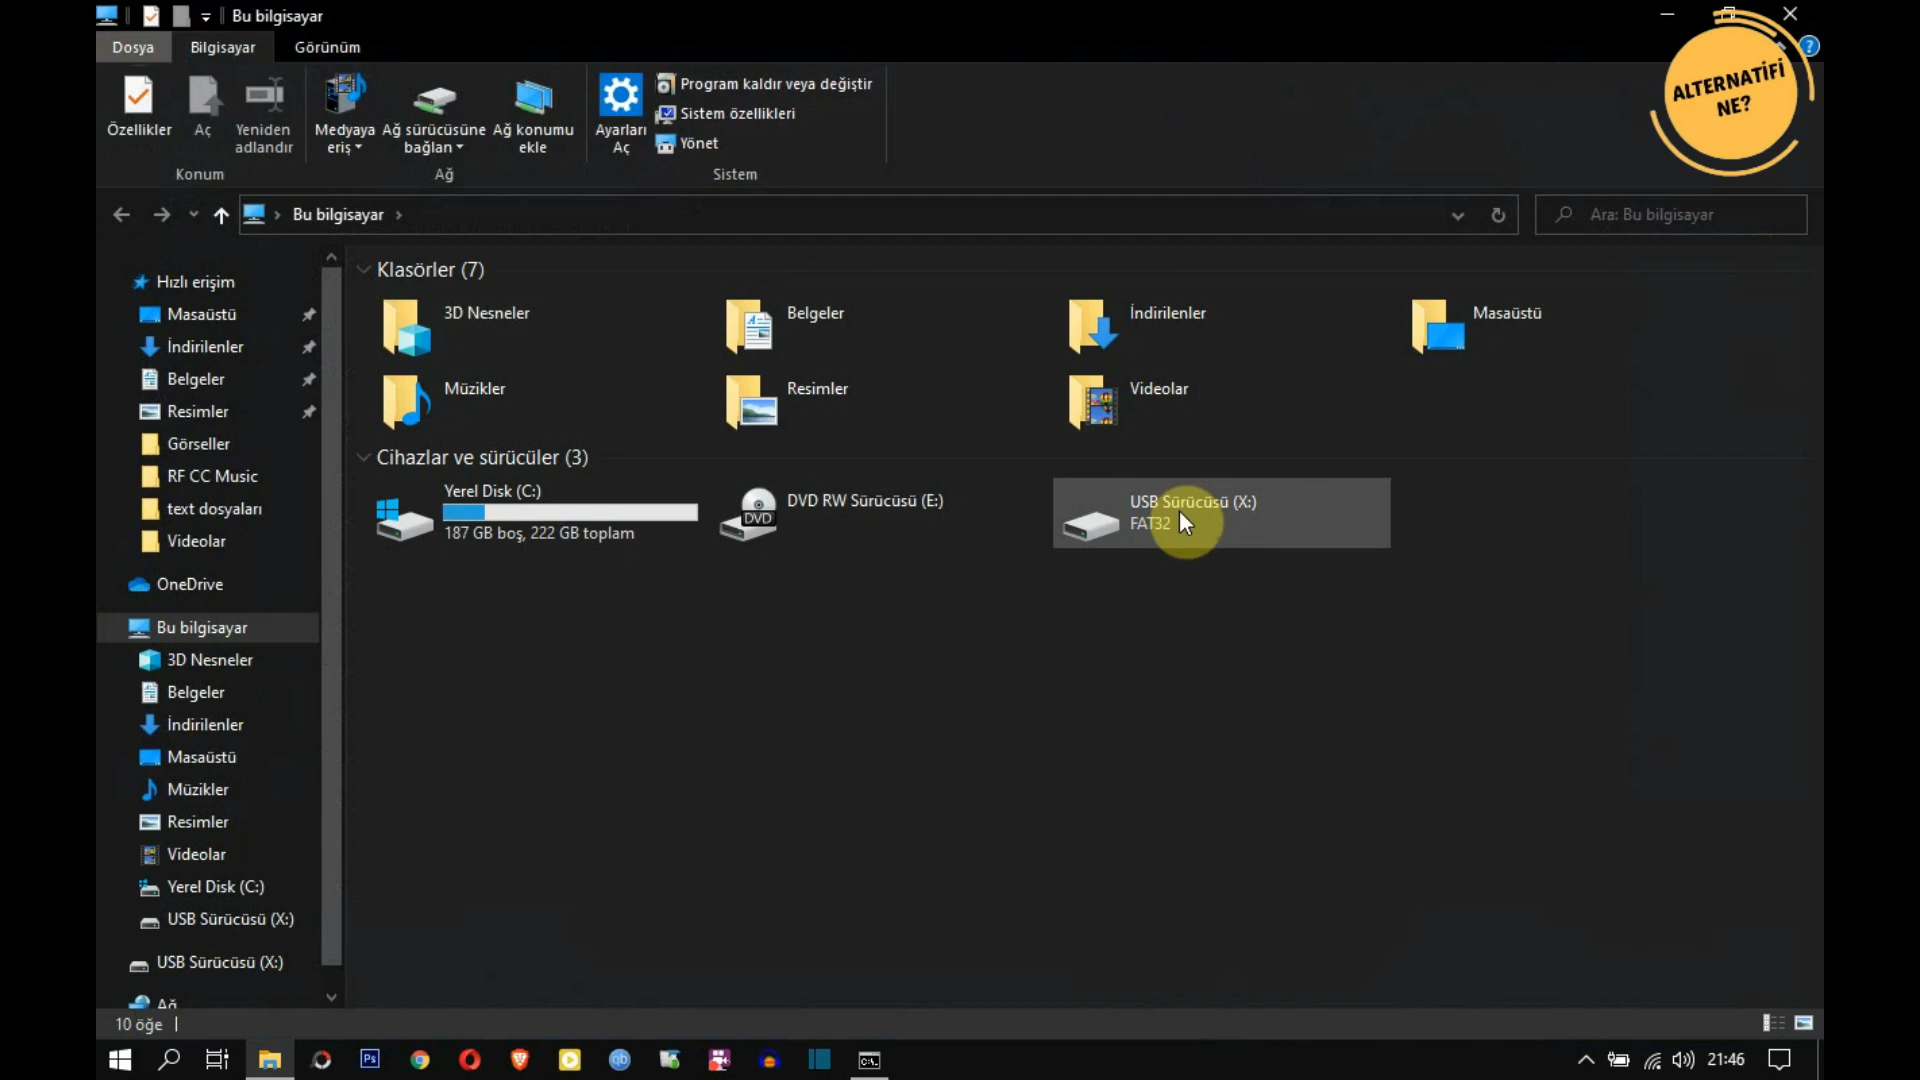 Bu bilgisayar
Dosya
Bilgisayar
Görünüm
ALTERNATİFİ
NE?
Özellikler
Aç
Yeniden
adlandır
Konum
Medyaya
eriş
Ağ sürücüsüne
bağlan
Ağ konumu
ekle
Ağ
Ayarları
Aç
Program kaldır veya değiştir
Sistem özellikleri
Yönet
Sistem
Bu bilgisayar
Ara: Bu bilgisayar
Hızlı erişim
Masaüstü
İndirilenler
Belgeler
Resimler
Görseller
RF CC Music
text dosyaları
Videolar
OneDrive
Bu bilgisayar
3D Nesneler
Belgeler
İndirilenler
Masaüstü
Müzikler
Resimler
Videolar
Yerel Disk (C:)
USB Sürücüsü (X:)
USB Sürücüsü (X:)
Ağ
Klasörler (7)
3D Nesneler
Belgeler
İndirilenler
Masaüstü
Müzikler
Resimler
Videolar
Cihazlar ve sürücüler (3)
Yerel Disk (C:)
187 GB boş, 222 GB toplam
DVD
DVD RW Sürücüsü (E:)
USB Sürücüsü (X:)
FAT32
10 öğe
Ps
qb
C:\.
21:46